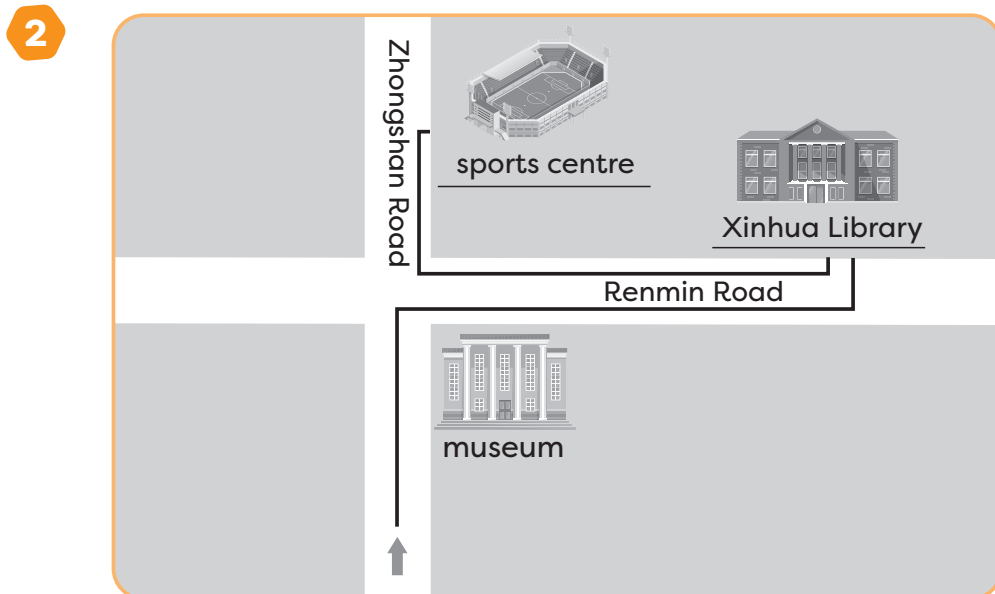 2
Zhongshan Road
sports centre
Xinhua Library
Renmin Road
museum